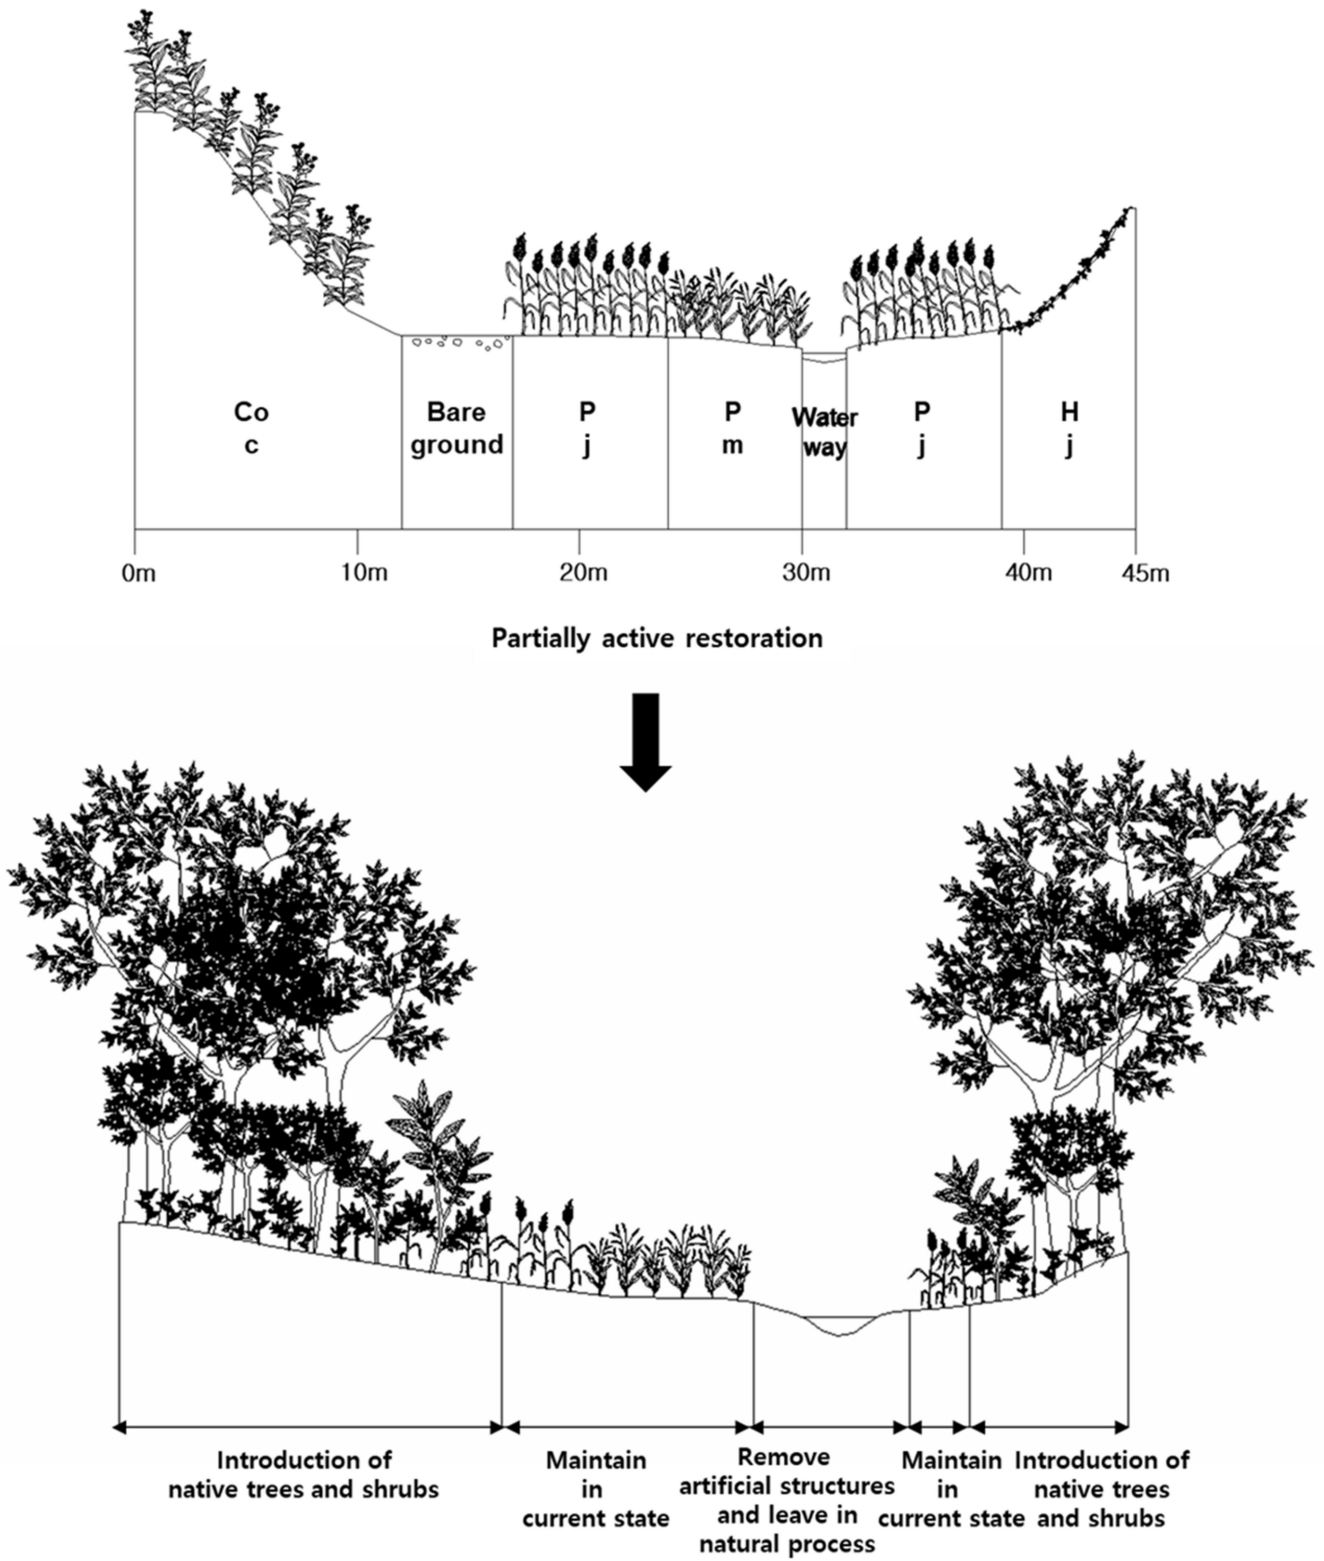 Co
c
Bare
ground
P
j
P
m
Water
way
P
j
H
j
0m 10m 20m 30m 40m 45m
Partially active restoration
Introduction of
native trees and shrubs
Maintain
in
current state
Remove
artificial structures
and leave in
natural process
Maintain
in
current state
Introduction of
native trees
and shrubs